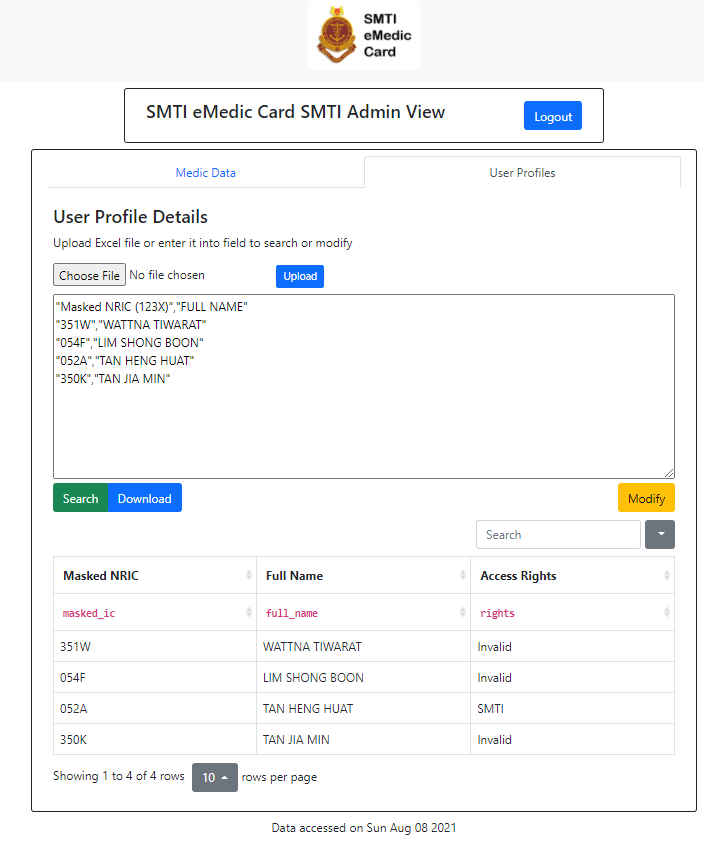 SMTI
eMedic
Card
SMTI eMedic Card SMTI Admin View
Logout
Medic Data
User Profiles
User Profile Details
Upload Excel file or enter it into field to search or modify
Choose File No file chosen
Upload
"Masked NRIC (123X)","FULL NAME"
"351W","WATTNA TIWARAT"
"054F","LIM SHONG BOON"
"052A","TAN HENG HUAT"
"350K","TAN JIA MIN"
Search Download
Modify
Search
Masked NRIC Full Name Access Rights
masked_ic full_name rights
351W WATTNA TIWARAT Invalid
054F LIM SHONG BOON Invalid
052A TAN HENG HUAT SMTI
350K TAN JIA MIN Invalid
Showing 1 to 4 of 4 rows 10 rows per page
Data accessed on Sun Aug 08 2021